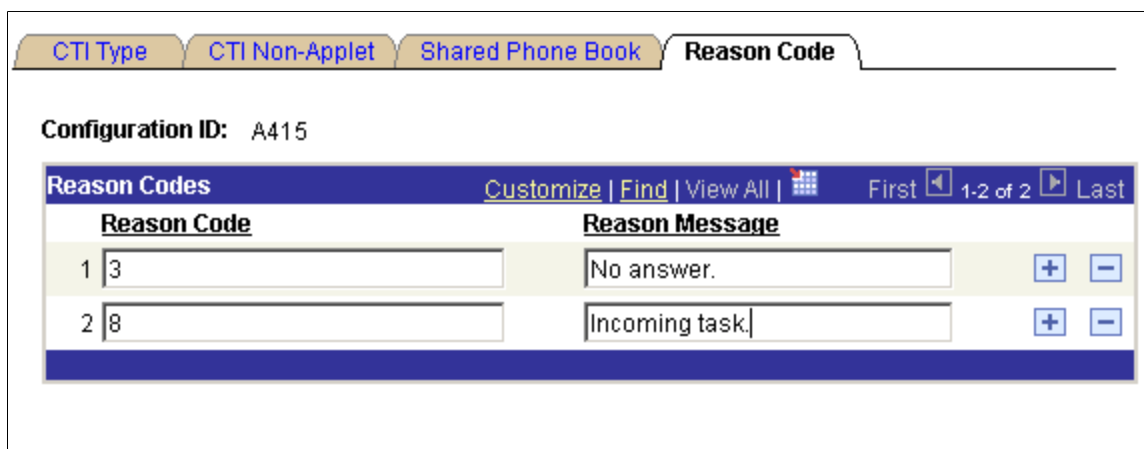 CTI Type CTI Non-Applet Shared Phone Book Reason Code
Configuration ID: A415
Reason Codes Customize | Find | View All | First 1-2 of 2 Last
Reason Code Reason Message
1 3 No answer.
2 8 Incoming task.